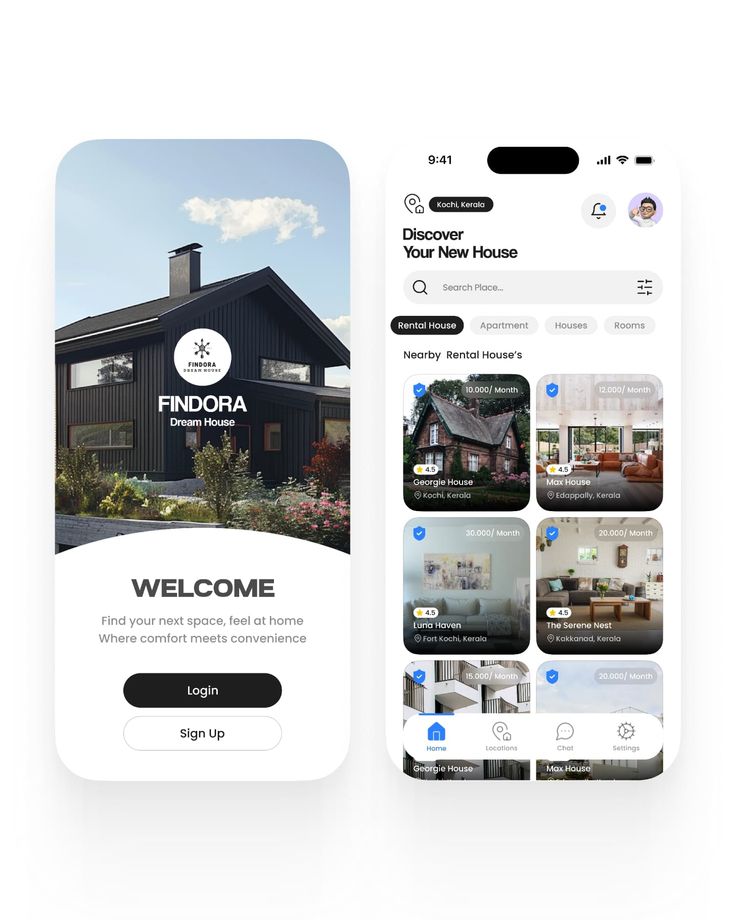 FINDORA
DREAM HOUSE
FINDORA
Dream House
WELCOME
Find your next space, feel at home
Where comfort meets convenience
Login
Sign Up
9:41
Kochi, Kerala
Discover
Your New House
Search Place...
Rental House
Apartment
Houses
Rooms
Nearby Rental House's
10.000/ Month
4.5
Georgie House
Kochi, Kerala
12.000/ Month
4.5
Max House
Edappally, Kerala
30.000/ Month
4.5
Luna Haven
Fort Kochi, Kerala
20.000/ Month
4.5
The Serene Nest
Kakkanad, Kerala
15.000/ Month
Georgie House
20.000/ Month
Max House
Home
Locations
Chat
Settings